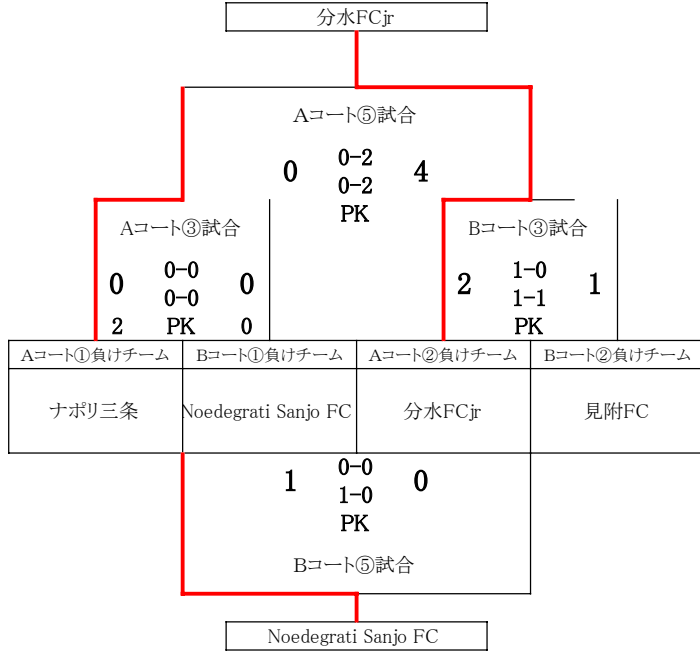 分水FCjr
Aコート⑤試合
0 0-2 4
0-2
PK
Aコート③試合
0 0-0 0
0-0
2 PK 0
Bコート③試合
2 1-0 1
1-1
PK
Aコート①負けチーム Bコート①負けチーム Aコート②負けチーム Bコート②負けチーム
ナポリ三条 Noedegrati Sanjo FC 分水FCjr 見附FC
1 0-0 0
1-0
PK
Bコート⑤試合
Noedegrati Sanjo FC